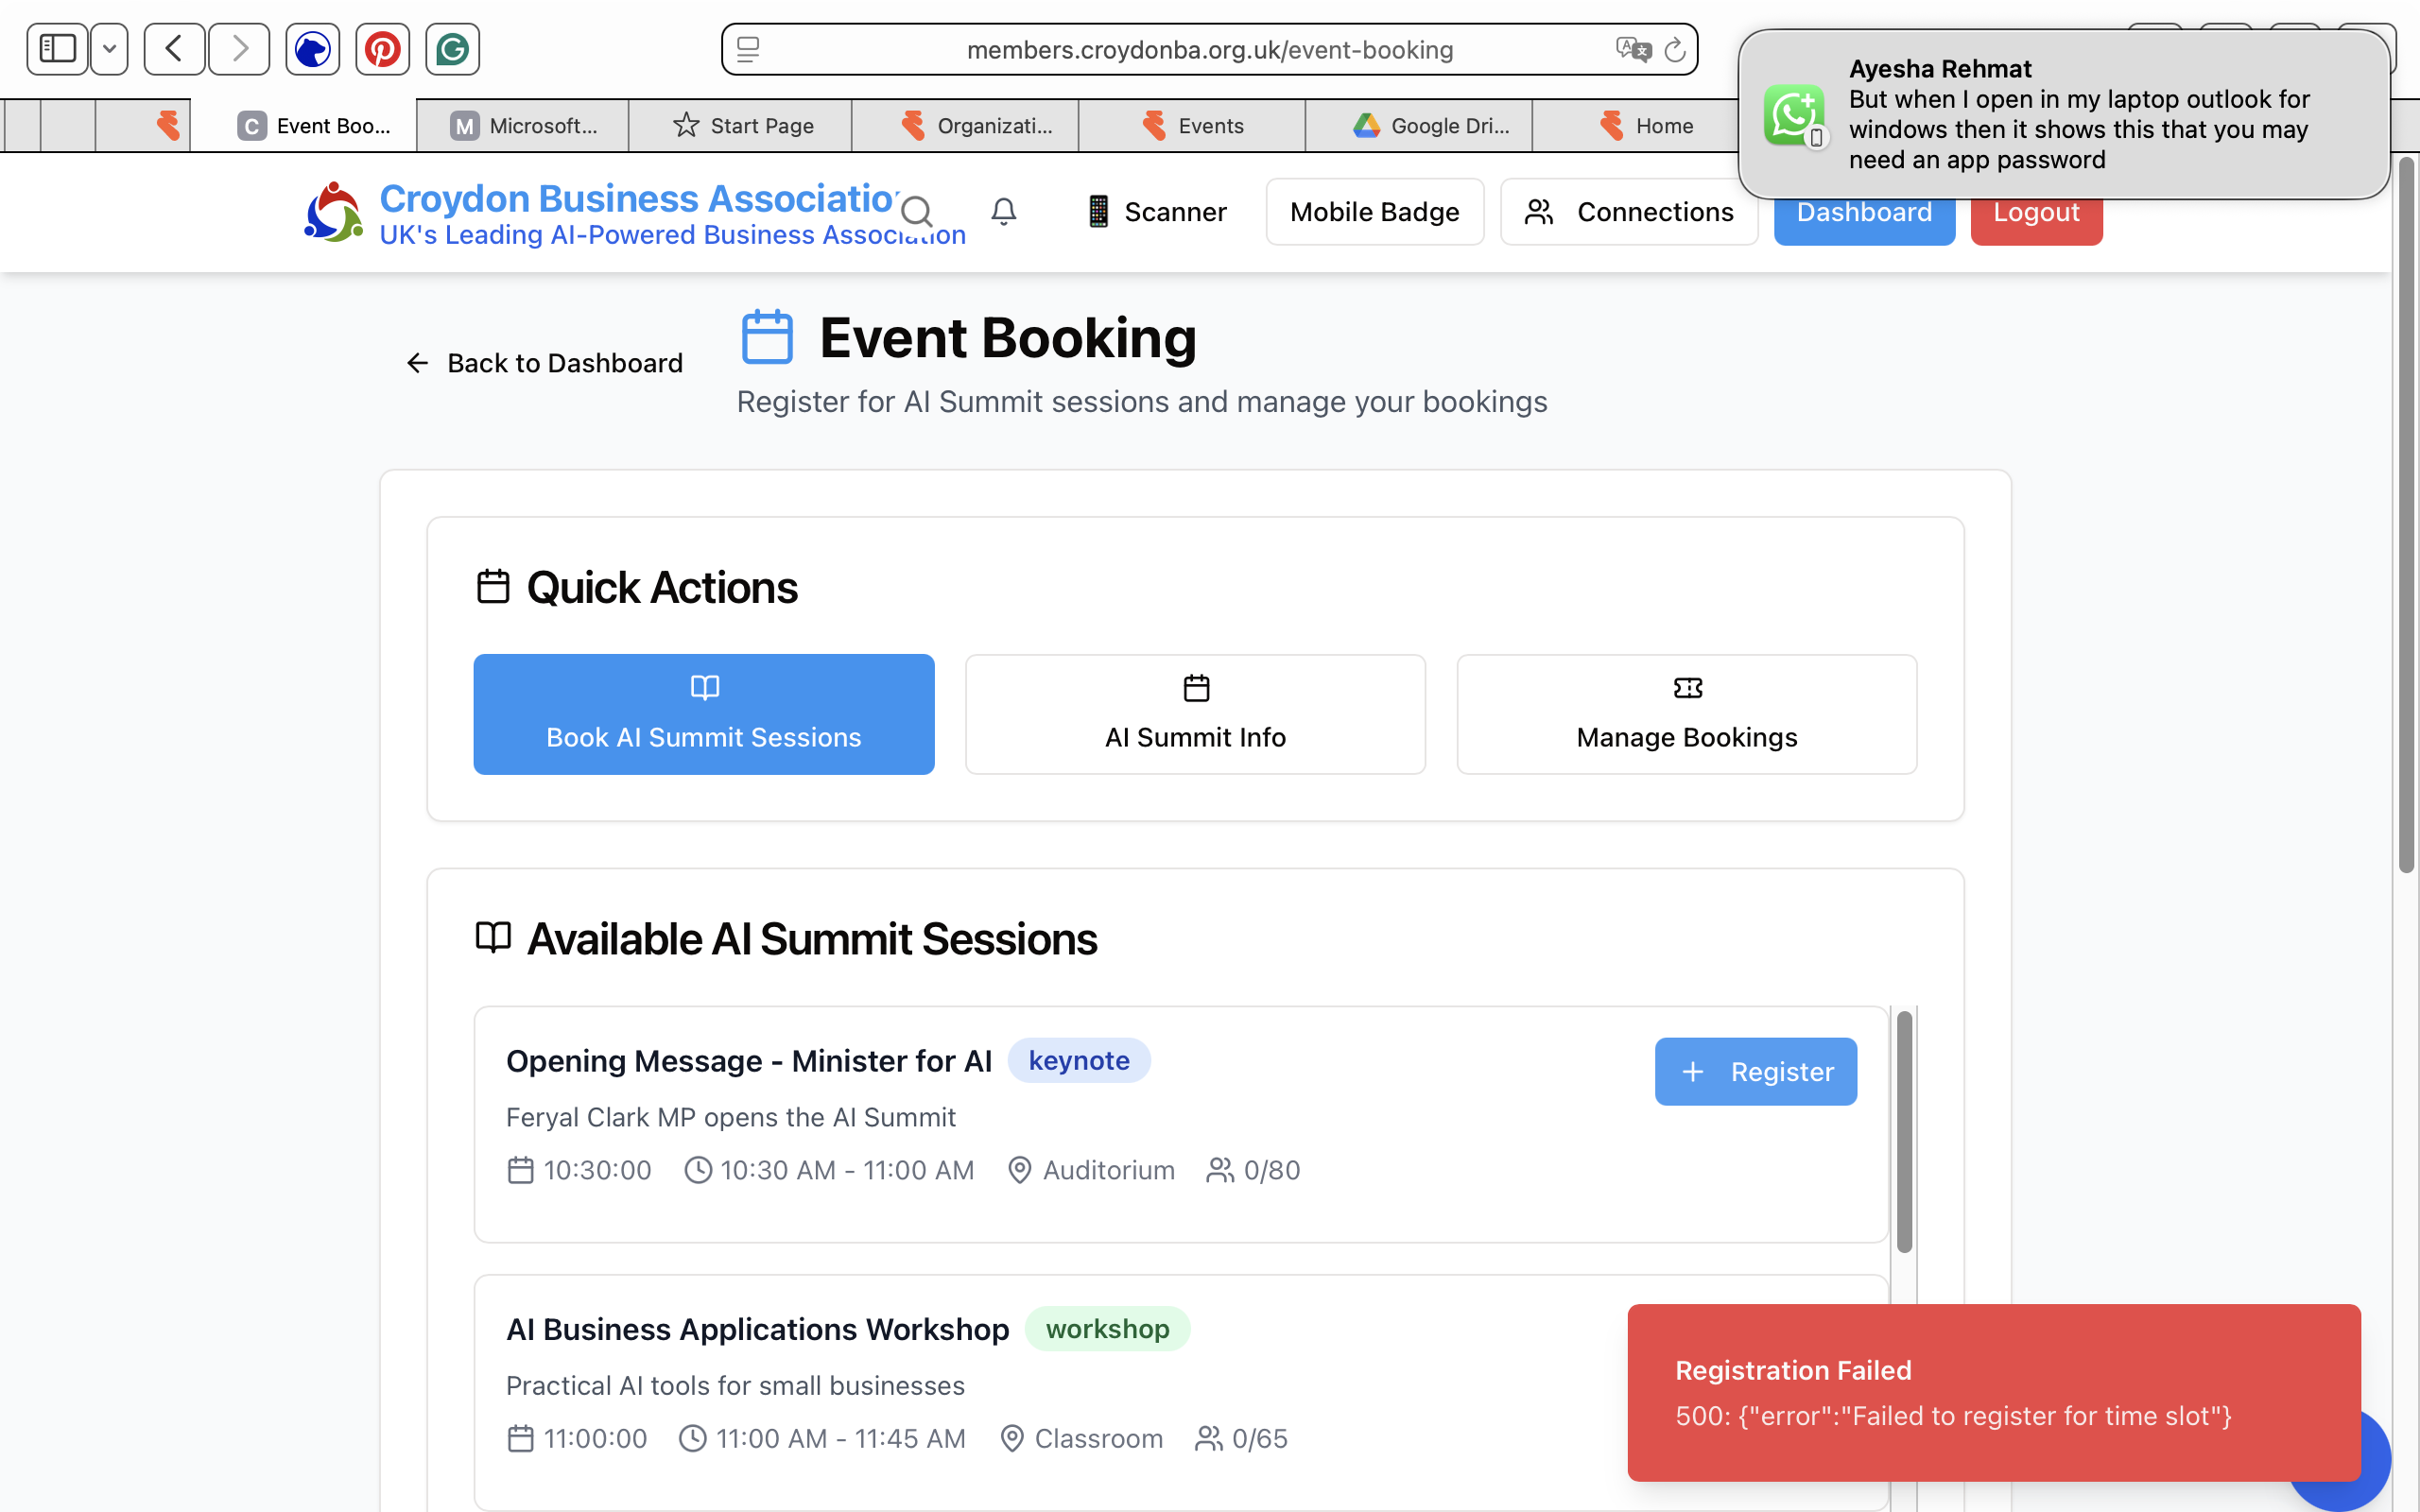 members.croydonba.org.uk/event-booking
Ayesha Rehmat
But when I open in my laptop outlook for
windows then it shows this that you may
need an app password
C Event Boo...
M Microsoft...
Start Page
Organizati...
Events
Google Dri...
Home
Croydon Business Associatio
UK's Leading AI-Powered Business Association
Scanner
Mobile Badge
Connections
Dashboard
Logout
Back to Dashboard
Event Booking
Register for AI Summit sessions and manage your bookings
Quick Actions
Book AI Summit Sessions
AI Summit Info
Manage Bookings
Available AI Summit Sessions
Opening Message - Minister for AI keynote
+ Register
Feryal Clark MP opens the AI Summit
10:30:00 10:30 AM - 11:00 AM Auditorium 0/80
AI Business Applications Workshop workshop
Practical AI tools for small businesses
11:00:00 11:00 AM - 11:45 AM Classroom 0/65
Registration Failed
500: {"error":"Failed to register for time slot"}